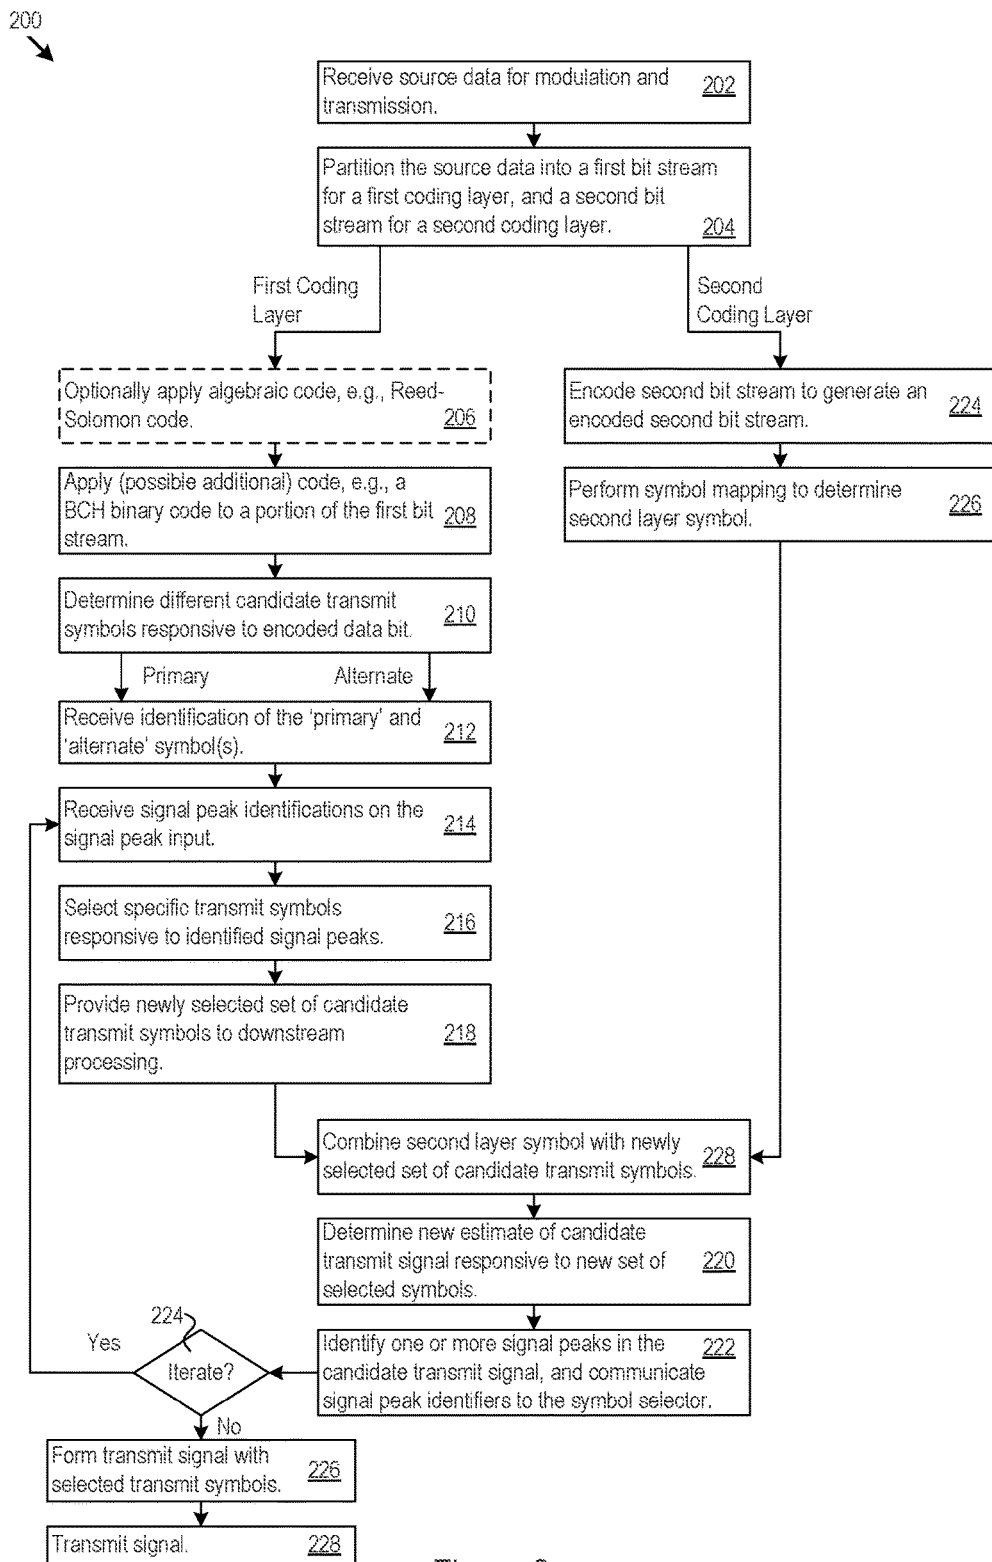 200
Receive source data for modulation and 202
transmission.
Partition the source data into a first bit stream
for a first coding layer, and a second bit
stream for a second coding layer. 204
First Coding
Layer
Second
Coding Layer
Optionally apply algebraic code, e.g., Reed-
Solomon code. 206
Apply (possible additional) code, e.g., a
BCH binary code to a portion of the first bit 208
stream.
Determine different candidate transmit
symbols responsive to encoded data bit. 210
Primary
Alternate
Receive identification of the 'primary' and
'alternate' symbol(s). 212
Receive signal peak identifications on the
signal peak input. 214
Select specific transmit symbols
responsive to identified signal peaks. 216
Provide newly selected set of candidate
transmit symbols to downstream 218
processing.
Encode second bit stream to generate an
encoded second bit stream. 224
Perform symbol mapping to determine
second layer symbol. 226
Combine second layer symbol with newly
selected set of candidate transmit symbols. 228
Determine new estimate of candidate
transmit signal responsive to new set of 220
selected symbols.
Identify one or more signal peaks in the 222
candidate transmit signal, and communicate
signal peak identifiers to the symbol selector.
224
Yes
Iterate?
No
Form transmit signal with
selected transmit symbols. 226
Transmit signal. 228